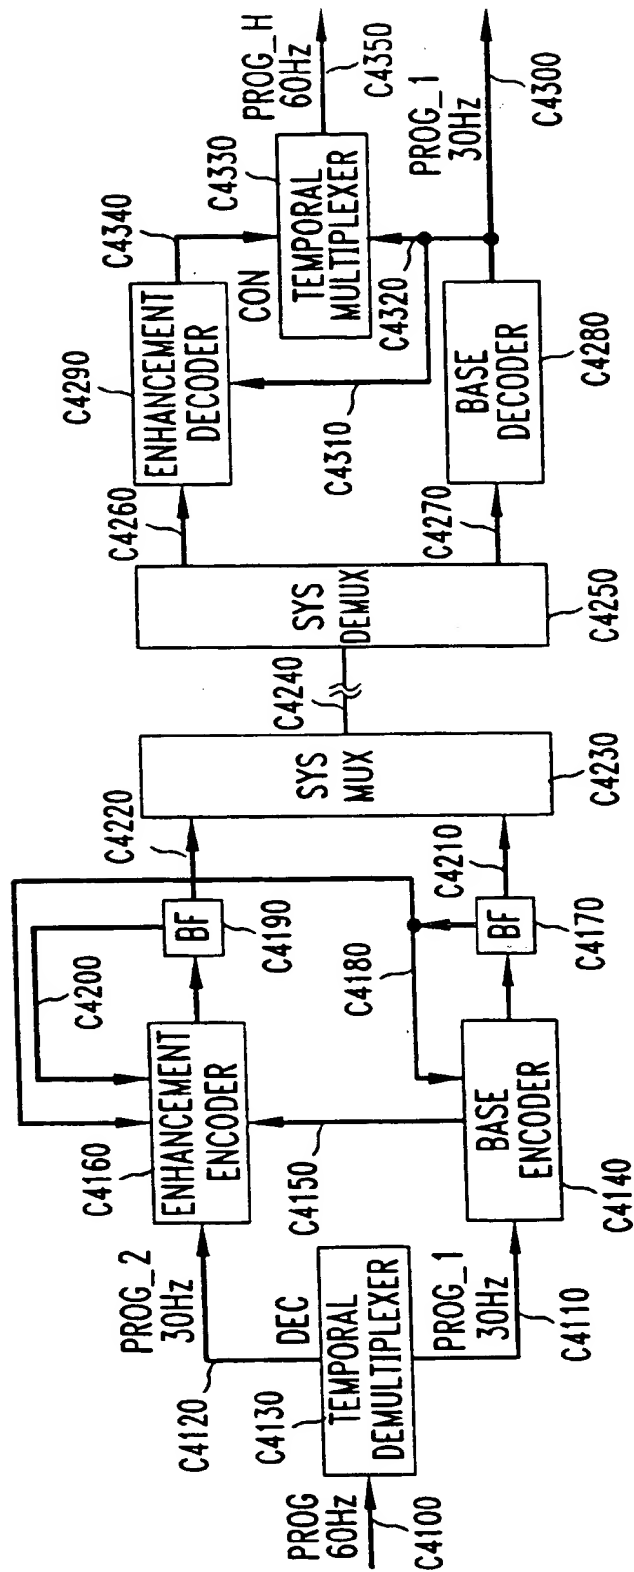 PROG
60Hz
C4100
C4130
TEMPORAL
DEMULTIPLEXER
DEC
C4120
PROG_2
30Hz
PROG_1
30Hz
C4110
C4160
ENHANCEMENT
ENCODER
C4150
BASE
ENCODER
C4140
C4200
C4180
BF
C4190
BF
C4170
C4220
C4210
SYS
MUX
C4230
C4240
SYS
DEMUX
C4250
C4260
C4270
C4290
ENHANCEMENT
DECODER
C4310
BASE
DECODER
C4280
C4340
CON
C4320
C4330
TEMPORAL
MULTIPLEXER
PROG_H
60Hz
C4350
PROG_1
30Hz
C4300